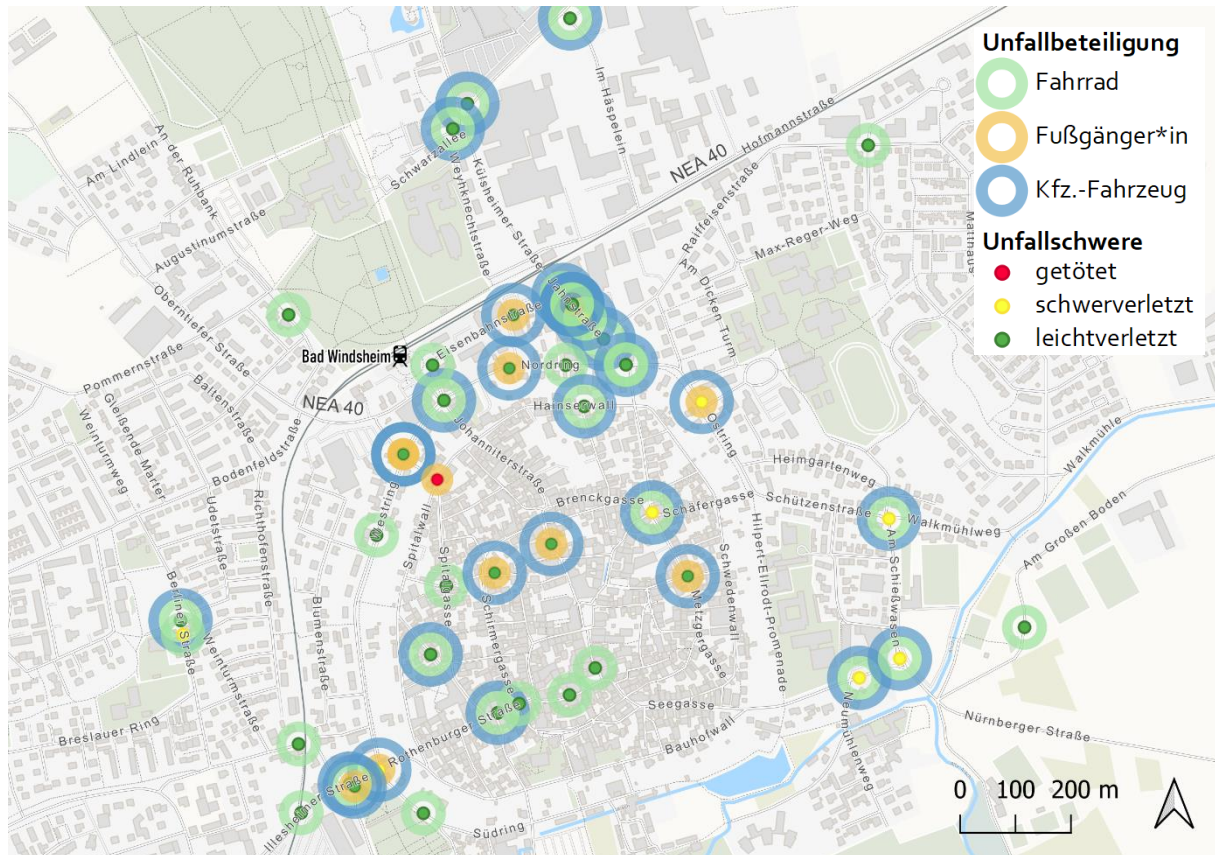 Unfallbeteiligung
Fahrrad
Fußgänger*in
Kfz.-Fahrzeug
Unfallschwere
getötet
schwerverletzt
leichtverletzt
Im Häspelein
Hofmannstraße
NEA 40
Am Lindlein
An der Ruhbank
Schwarzallee
Weyhknechtstraße
Külsheimer Straße
Augustinumstraße
Raiffeisenstraße
Max-Reger-Weg
Matthäus
Am Dicken Turm
Oberntiefer Straße
Eisenbahnstraße
Jahnstraße
Bad Windsheim
Pommernstraße
Nordring
Baltenstraße
Gleißende Marter
Weinturmweg
NEA 40
Hainserwall
Ostring
Bodenfeldstraße
Johanniterstraße
Walkmühle
Heimgartenweg
Westring
Brenckgasse
Schäfergasse
Schützenstraße
Walkmühlweg
Am Großen Boden
Udetstraße
Richthofenstraße
Spitalwall
Spitalgasse
Hilpert-Ellrodt-Promenade
Am Schießwasen
Schwedenwall
Berliner Straße
Blumenstraße
Schirmergasse
Metzgergasse
Weinturmstraße
Breslauer Ring
Rothenburger Straße
Seegasse
Bauhofwall
Neumühlenweg
Nürnberger Straße
Illesheimer Straße
Südring
0 100 200 m